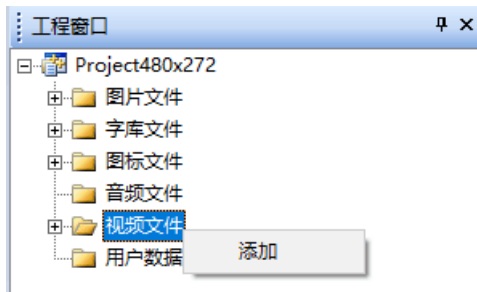 工程窗口
Project480x272
图片文件
字库文件
图标文件
音频文件
视频文件
添加
用户数据